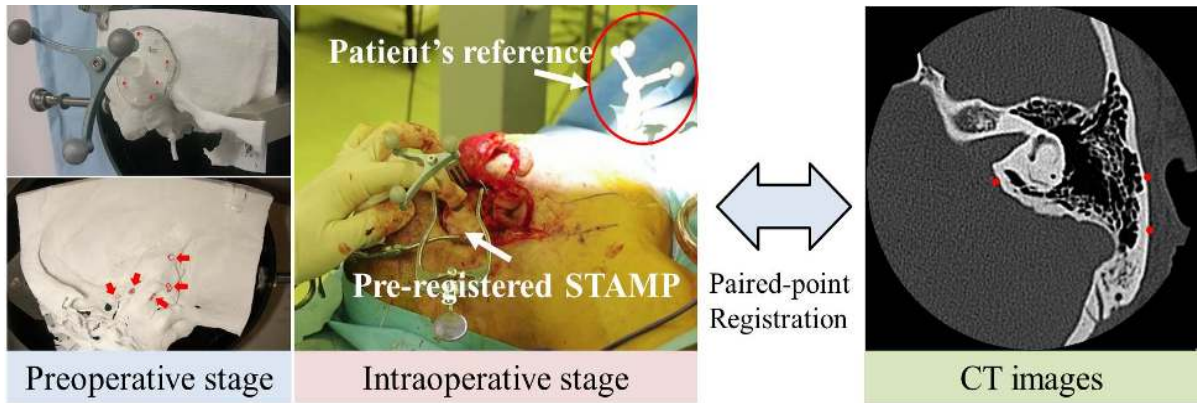 Patient's
reference
Pre-registered STAMP
Paired-point
Registration
Preoperative stage
Intraoperative stage
CT images